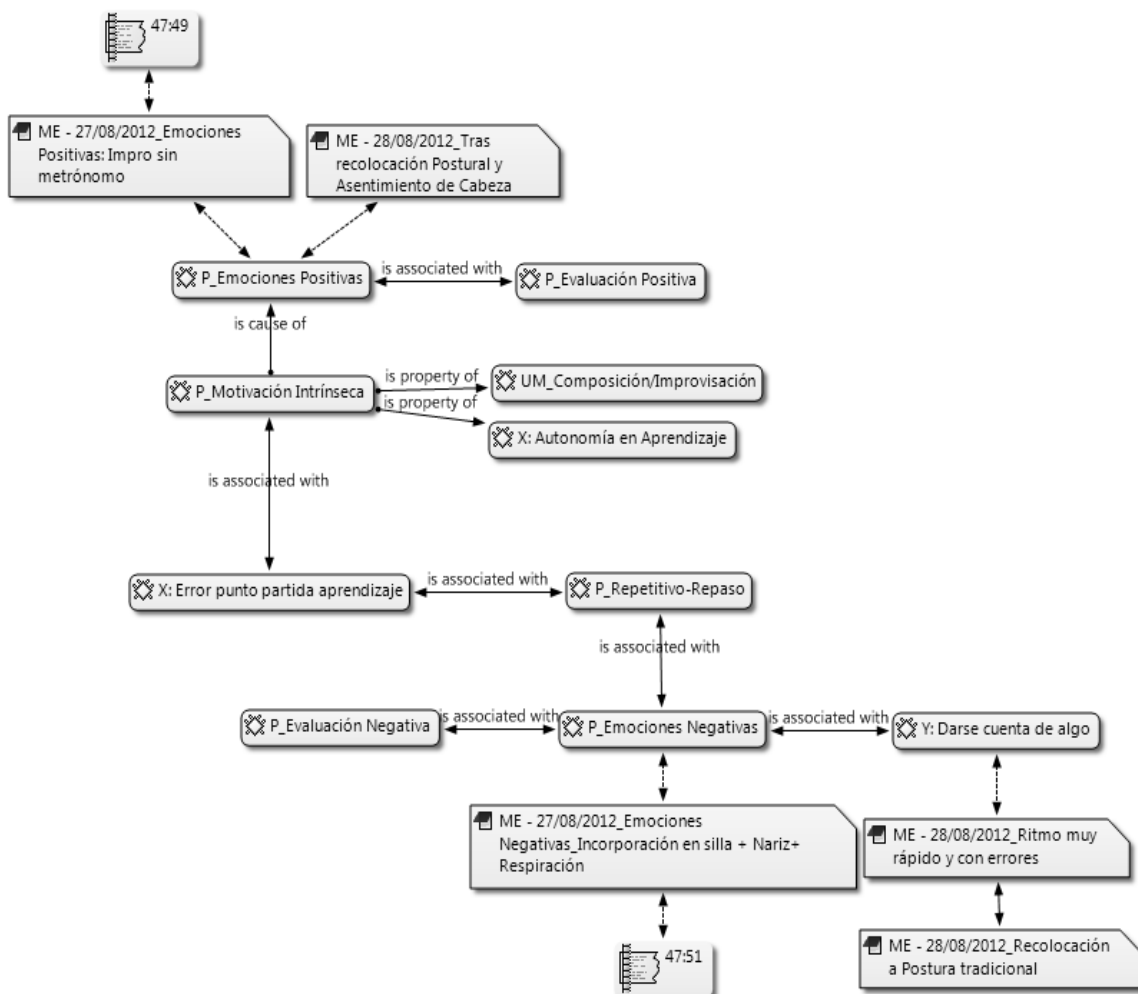 47:49
ME - 27/08/2012_Emociones
Positivas: Impro sin
metrónomo
ME - 28/08/2012_Tras
recolocación Postural y
Asentimiento de Cabeza
P_Emociones Positivas
is associated with
P_Evaluación Positiva
is cause of
P_Motivación Intrínseca
is property of
UM_Composición/Improvisación
is property of
X: Autonomía en Aprendizaje
is associated with
X: Error punto partida aprendizaje
is associated with
P_Repetitivo-Repaso
is associated with
P_Evaluación Negativa
is associated with
P_Emociones Negativas
is associated with
Y: Darse cuenta de algo
ME - 27/08/2012_Emociones
Negativas_Incorporación en silla + Nariz+
Respiración
ME - 28/08/2012_Ritmo muy
rápido y con errores
47:51
ME - 28/08/2012_Recolocación
a Postura tradicional